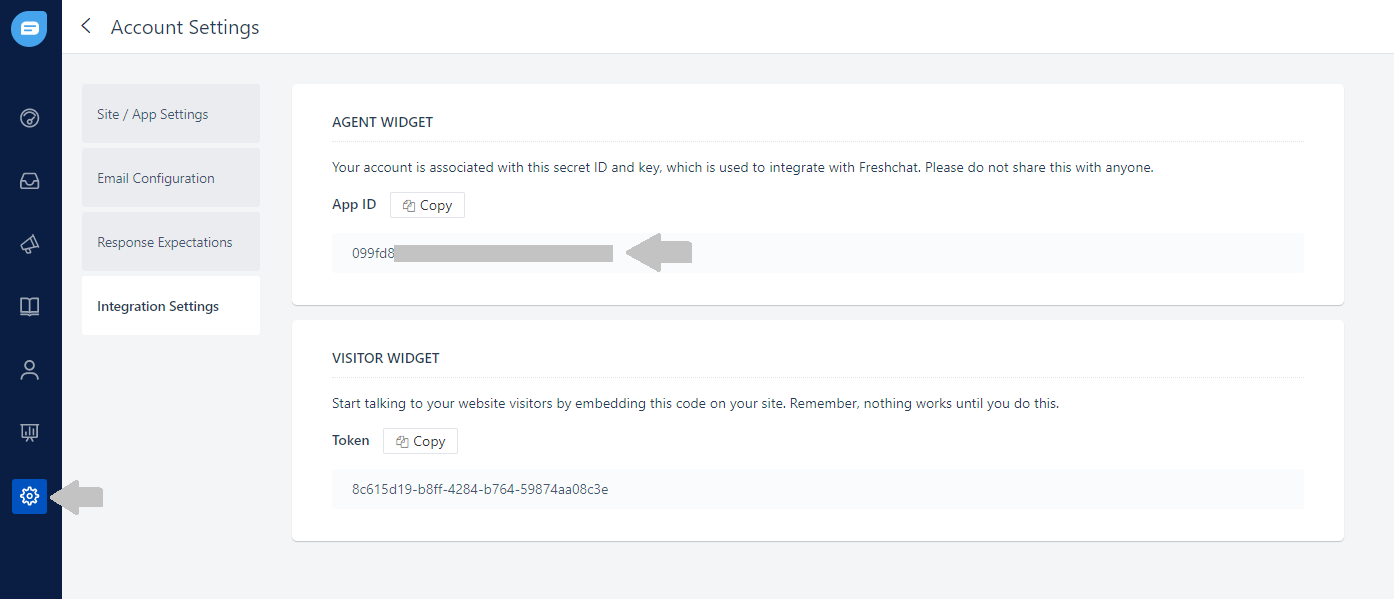 Account Settings
Site / App Settings
Email Configuration
Response Expectations
Integration Settings
AGENT WIDGET
Your account is associated with this secret ID and key, which is used to integrate with Freshchat. Please do not share this with anyone.
App ID Copy
099fd8
VISITOR WIDGET
Start talking to your website visitors by embedding this code on your site. Remember, nothing works until you do this.
Token Copy
8c615d19-b8ff-4284-b764-59874aa08c3e